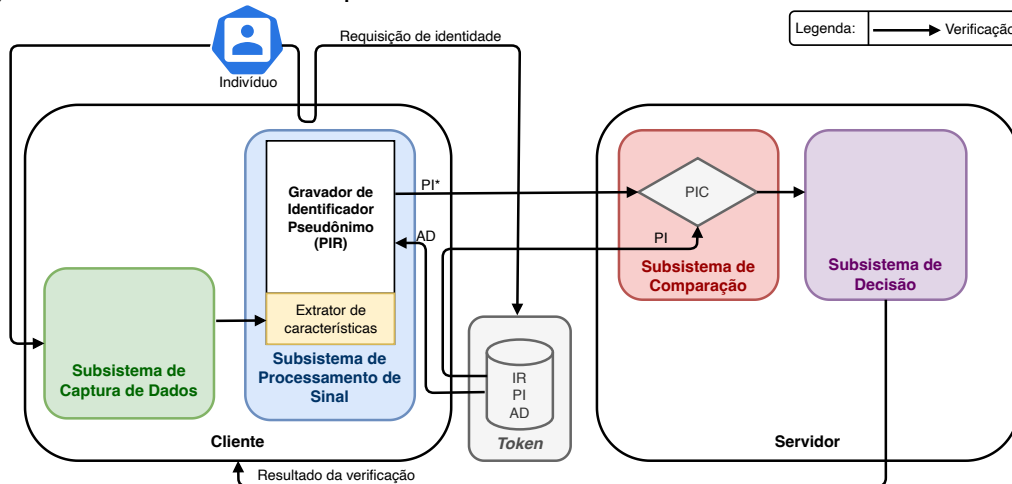 Requisição de identidade
Legenda:
Verificação
Indivíduo
Gravador de
Identificador
Pseudônimo
(PIR)
PI*
AD
PI
PIC
Subsistema de
Comparação
Subsistema de
Decisão
Extrator de
características
Subsistema de
Captura de Dados
Subsistema de
Processamento de
Sinal
IR
PI
AD
Token
Cliente
Servidor
Resultado da verificação